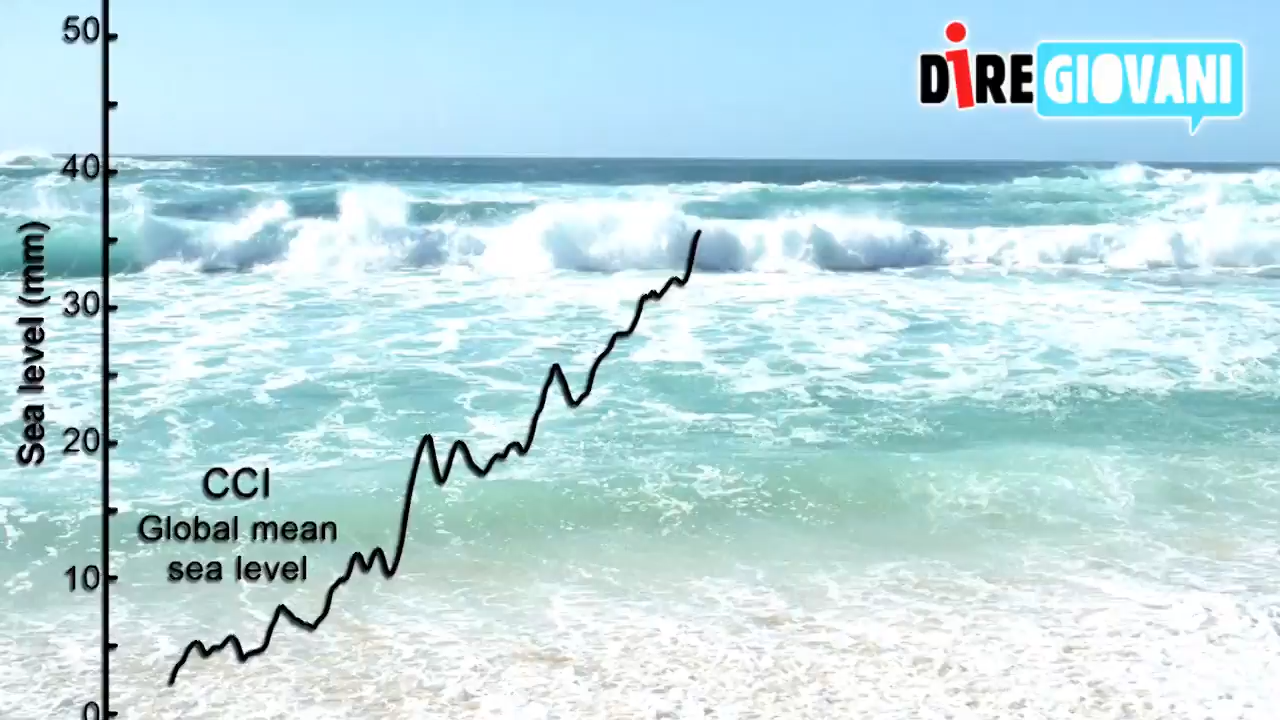 50
DiRE GIOVANI
40
30
Sea level (mm)
20
CCI
Global mean
sea level
10
0